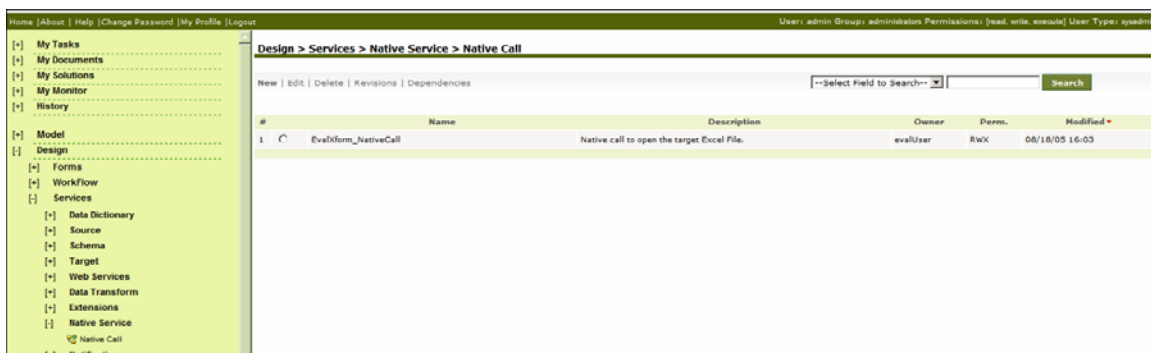 Home |About | Help |Change Password |My Profile |Logout
User: admin Group: administrators Permissions: [read, write, execute] User Type: sysadmi
[+] My Tasks
[+] My Documents
[+] My Solutions
[+] My Monitor
[+] History
[+] Model
[-] Design
[+] Forms
[+] Workflow
[-] Services
[+] Data Dictionary
[+] Source
[+] Schema
[+] Target
[+] Web Services
[+] Data Transform
[+] Extensions
[-] Native Service
Native Call
Design > Services > Native Service > Native Call
New | Edit | Delete | Revisions | Dependencies
--Select Field to Search-- Search
# Name Description Owner Perm. Modified
1 EvalXform_NativeCall Native call to open the target Excel File. evalUser RWX 08/18/05 16:03